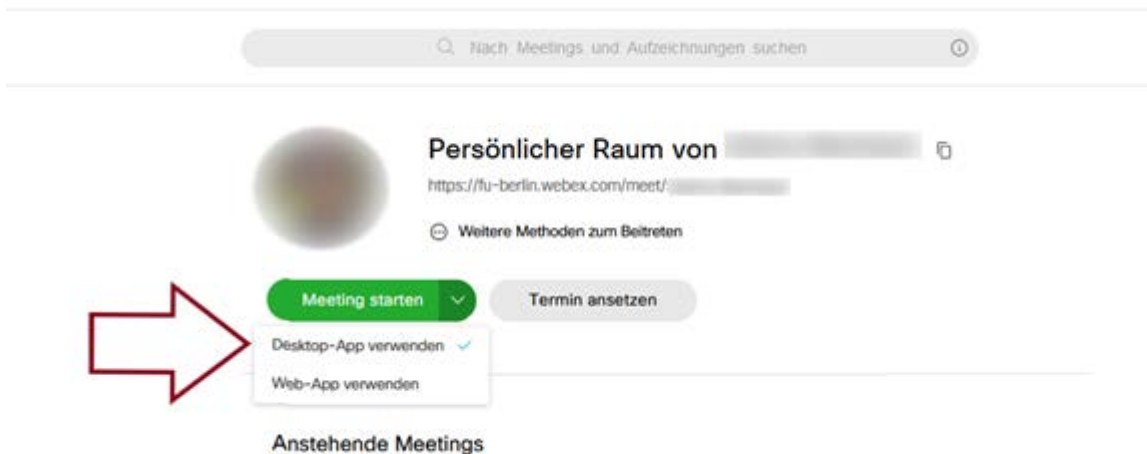 Nach Meetings und Aufzeichnungen suchen
Persönlicher Raum von
https://fu-berlin.webex.com/meet/
Weitere Methoden zum Beitreten
Meeting starten
Termin ansetzen
Desktop-App verwenden
Web-App verwenden
Anstehende Meetings